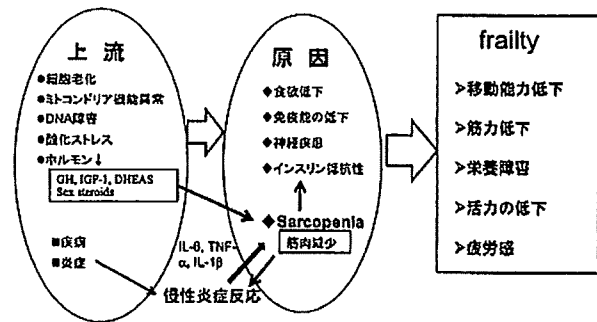 上 流
●細胞老化
●ミトコンドリア機能異常
●DNA障害
●酸化ストレス
●ホルモン↓
GH, IGP-1, DHEAS
Sex steroids
■疾病
■炎症
原 因
◆食欲低下
◆免疫能の低下
◆神経疾患
◆インスリン抵抗性
◆Sarcopenia
筋肉減少
IL-6, TNF-
α, IL-1β
慢性炎症反応
frailty
➢移動能力低下
➢筋力低下
➢栄養障害
➢活力の低下
➢疲労感